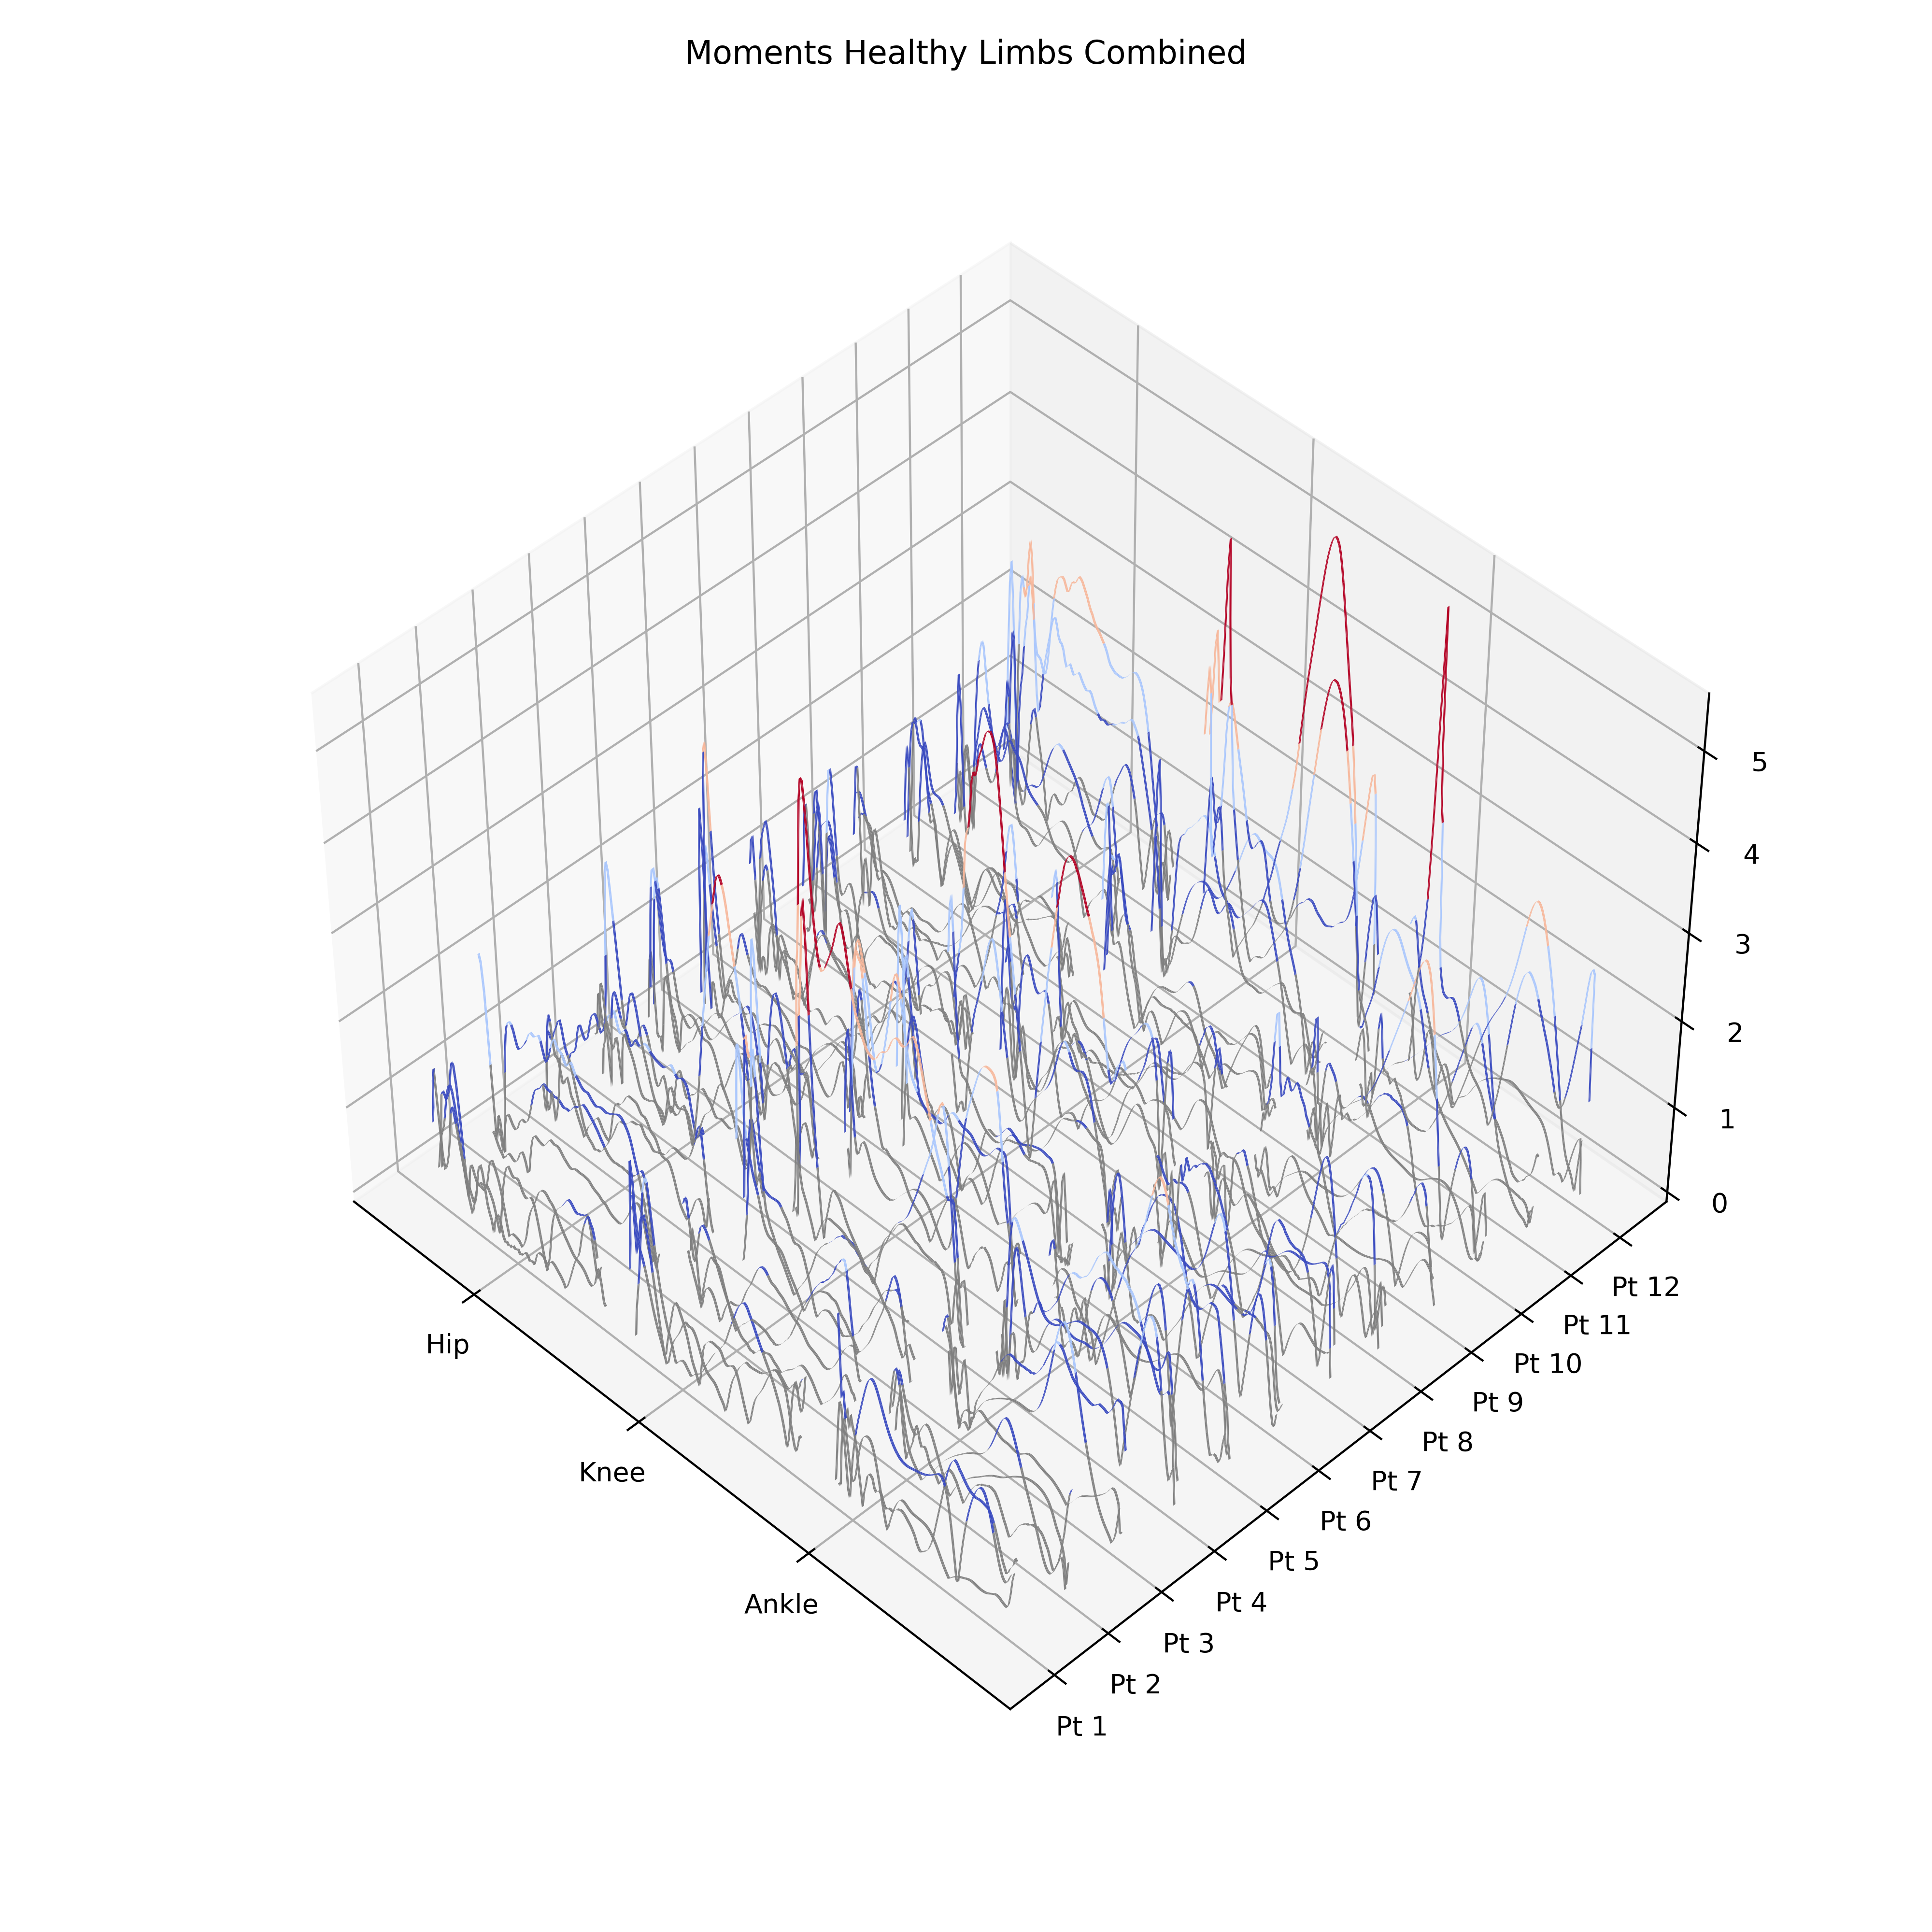 Moments Healthy Limbs Combined
5
4
3
2
1
0
Hip
Knee
Ankle
Pt 12
Pt 11
Pt 10
Pt 9
Pt 8
Pt 7
Pt 6
Pt 5
Pt 4
Pt 3
Pt 2
Pt 1